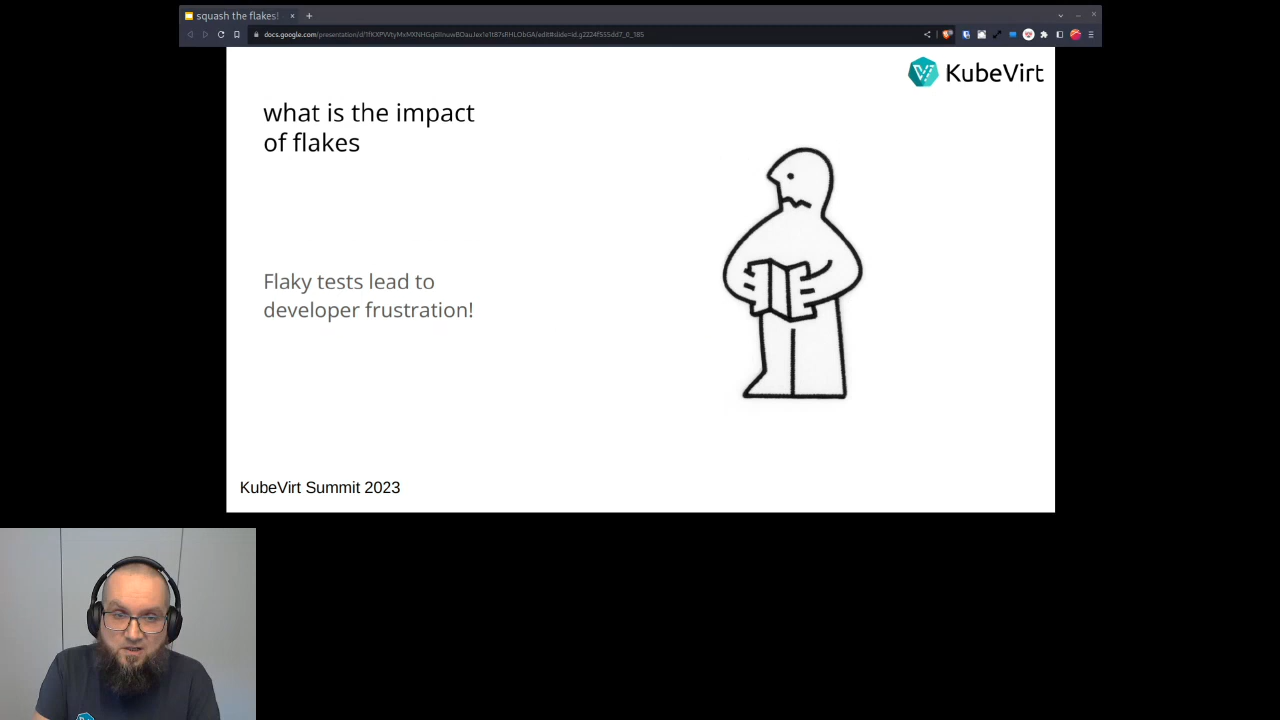 squash the flakes!
KubeVirt
what is the impact
of flakes
Flaky tests lead to
developer frustration!
KubeVirt Summit 2023